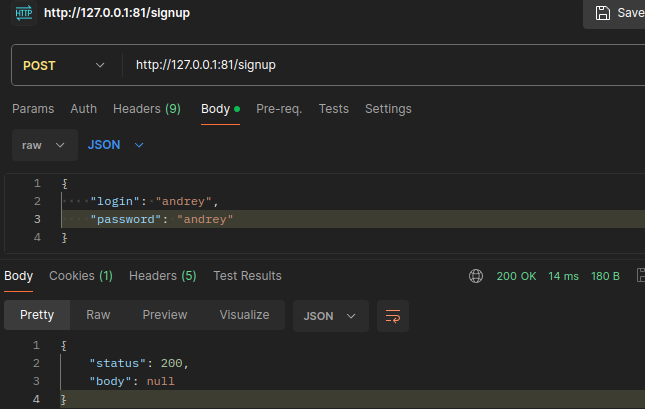 HTTP http://127.0.0.1:81/signup Save
POST http://127.0.0.1:81/signup
Params Auth Headers (9) Body Pre-req. Tests Settings
raw JSON
1 {
2 "login": "andrey",
3 "password": "andrey"
4 }
Body Cookies (1) Headers (5) Test Results 200 OK 14 ms 180 B
Pretty Raw Preview Visualize JSON
1 {
2 "status": 200,
3 "body": null
4 }